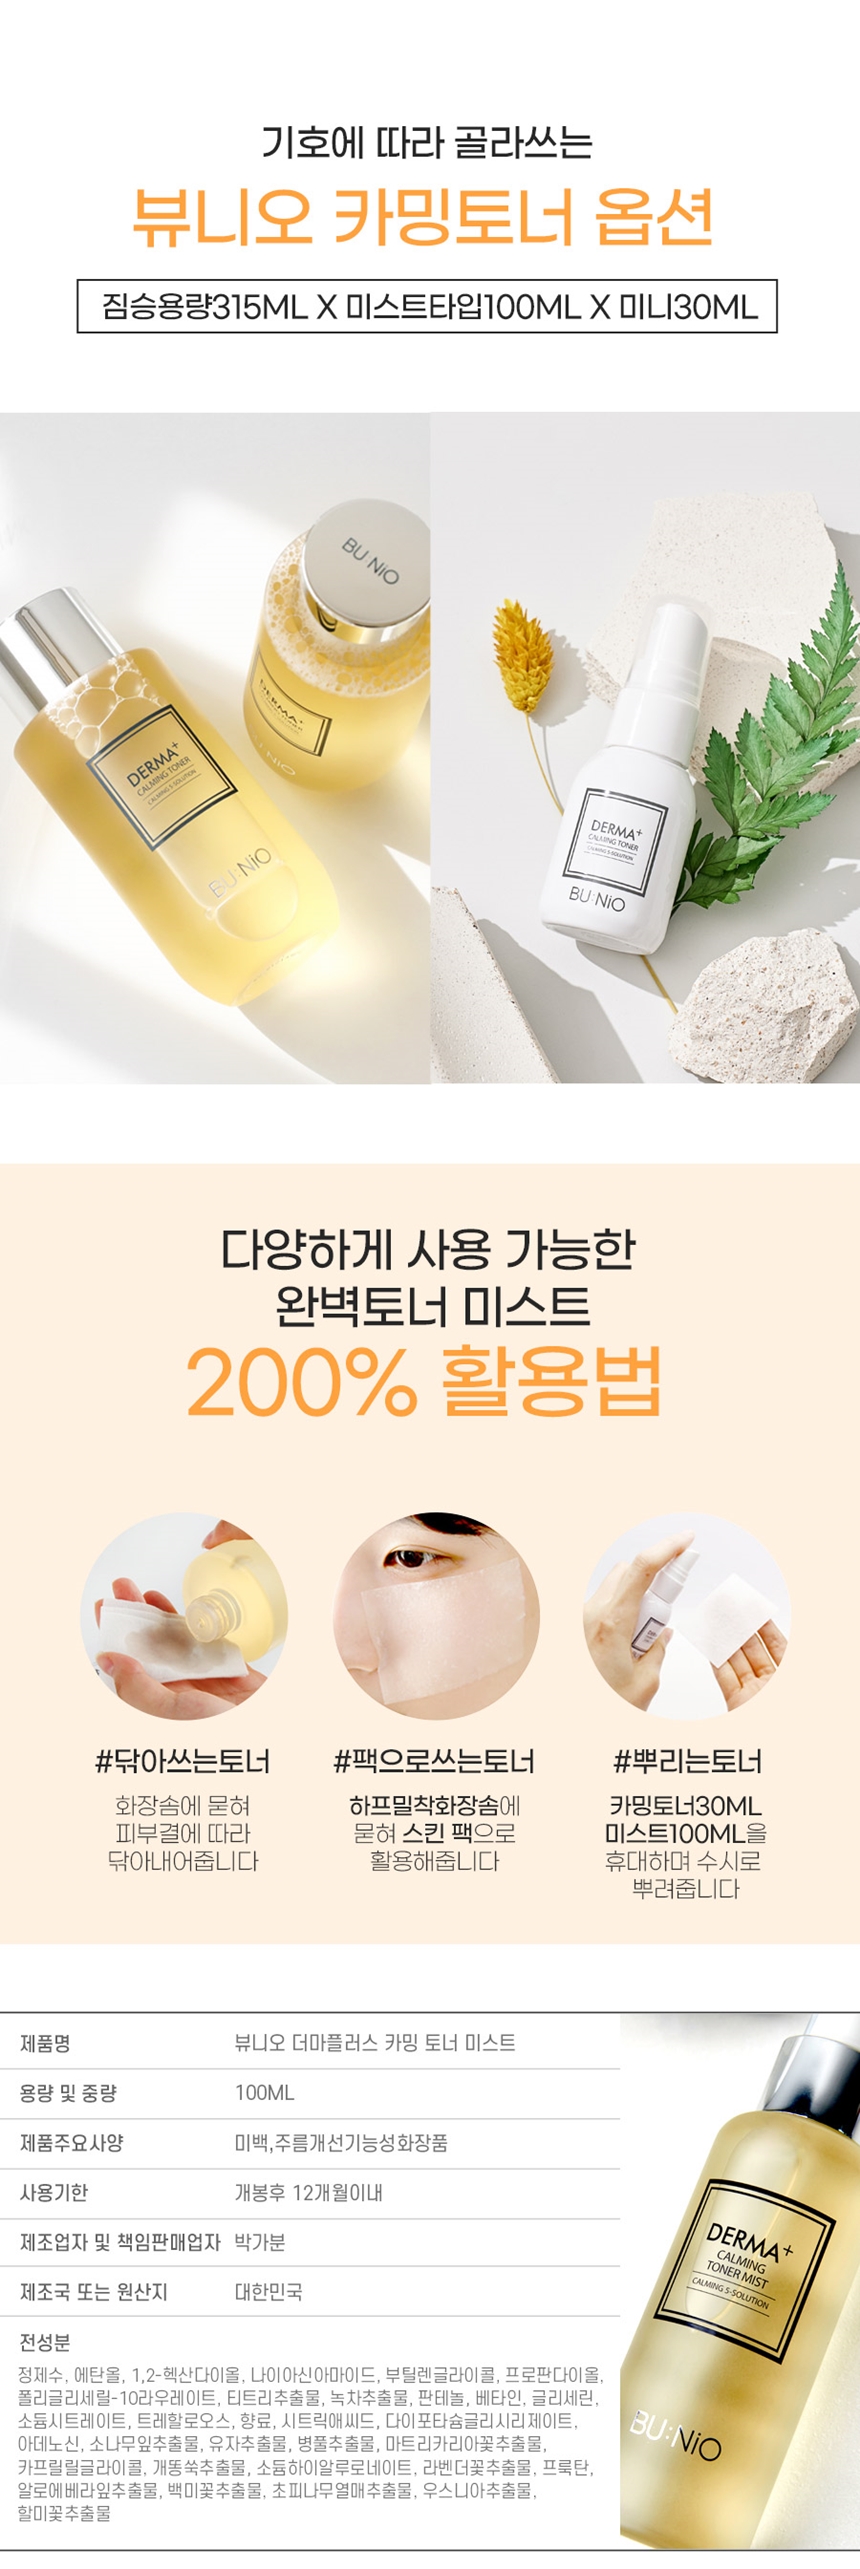 기호에 따라 골라쓰는
뷰니오 카밍토너 옵션
짐승용량315ML X 미스트타입100ML X 미니30ML
BU:NiO
DERMA+
CALMING TONER
CALMING S-SOLUTION
BU:NiO
DERMA+
BU:NiO
DERMA+
CALMING TONER
CALMING S-SOLUTION
BU:NiO
다양하게 사용 가능한
완벽토너 미스트
200% 활용법
#닦아쓰는토너
화장솜에 묻혀
피부결에 따라
닦아내어줍니다
#팩으로쓰는토너
하프밀착화장솜에
묻혀 스킨 팩으로
활용해줍니다
#뿌리는토너
카밍토너30ML
미스트100ML을
휴대하며 수시로
뿌려줍니다
제품명 뷰니오 더마플러스 카밍 토너 미스트
용량 및 중량 100ML
제품주요사양 미백,주름개선기능성화장품
사용기한 개봉후 12개월이내
제조업자 및 책임판매업자 박가분
제조국 또는 원산지 대한민국
전성분
정제수, 에탄올, 1,2-헥산다이올, 나이아신아마이드, 부틸렌글라이콜, 프로판다이올,
폴리글리세릴-10라우레이트, 티트리추출물, 녹차추출물, 판테놀, 베타인, 글리세린,
소듐시트레이트, 트레할로오스, 향료, 시트릭애씨드, 다이포타슘글리시리제이트,
아데노신, 소나무잎추출물, 유자추출물, 병풀추출물, 마트리카리아꽃추출물,
카프릴릴글라이콜, 개똥쑥추출물, 소듐하이알루로네이트, 라벤더꽃추출물, 프룩탄,
알로에베라잎추출물, 백미꽃추출물, 초피나무열매추출물, 우스니아추출물,
할미꽃추출물
DERMA+
CALMING
TONER MIST
CALMING S-SOLUTION
BU:NiO